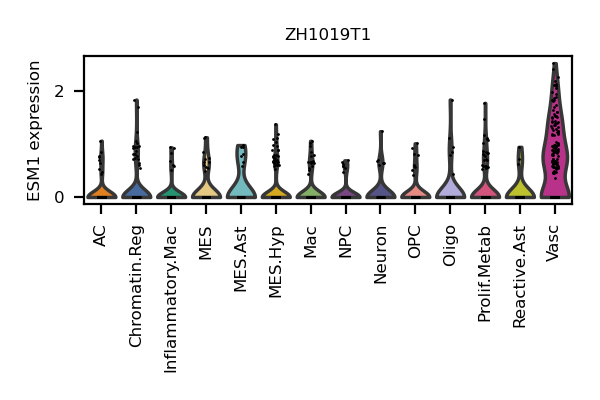 ZH1019T1
ESM1 expression
2
0
AC
Chromatin.Reg
Inflammatory.Mac
MES
MES.Ast
MES.Hyp
Mac
NPC
Neuron
OPC
Oligo
Prolif.Metab
Reactive.Ast
Vasc